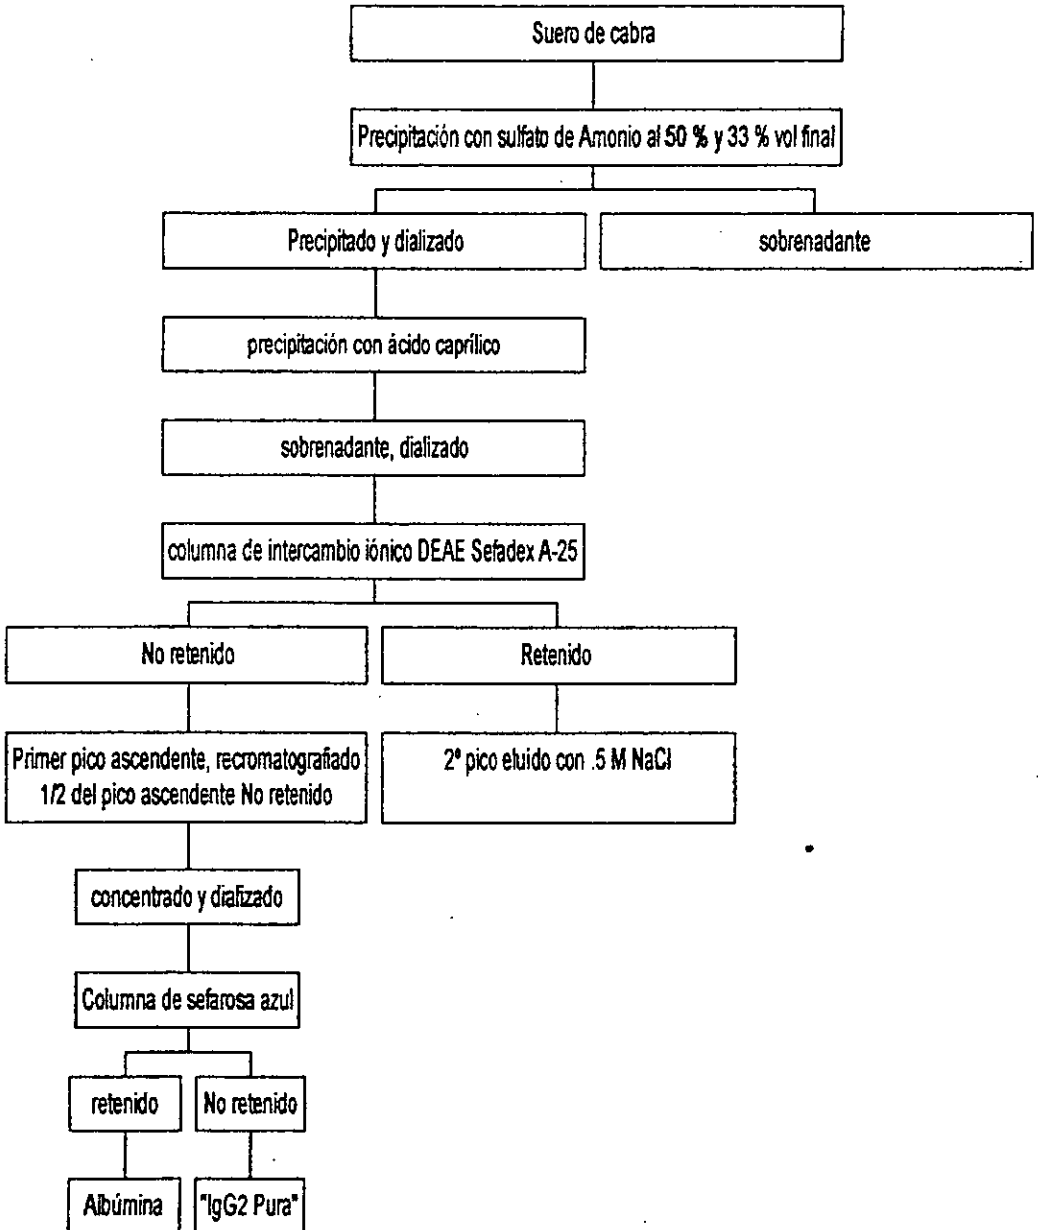 Suero de cabra
Precipitación con sulfato de Amonio al 50 % y 33 % vol final
Precipitado y dializado
sobrenadante
precipitación con ácido caprílico
sobrenadante, dializado
columna de intercambio iónico DEAE Sefadex A-25
No retenido
Retenido
Primer pico ascendente, recromatografiado
1/2 del pico ascendente No retenido
2º pico eluido con .5 M NaCl
concentrado y dializado
Columna de sefarosa azul
retenido
No retenido
Albúmina
"IgG2 Pura"